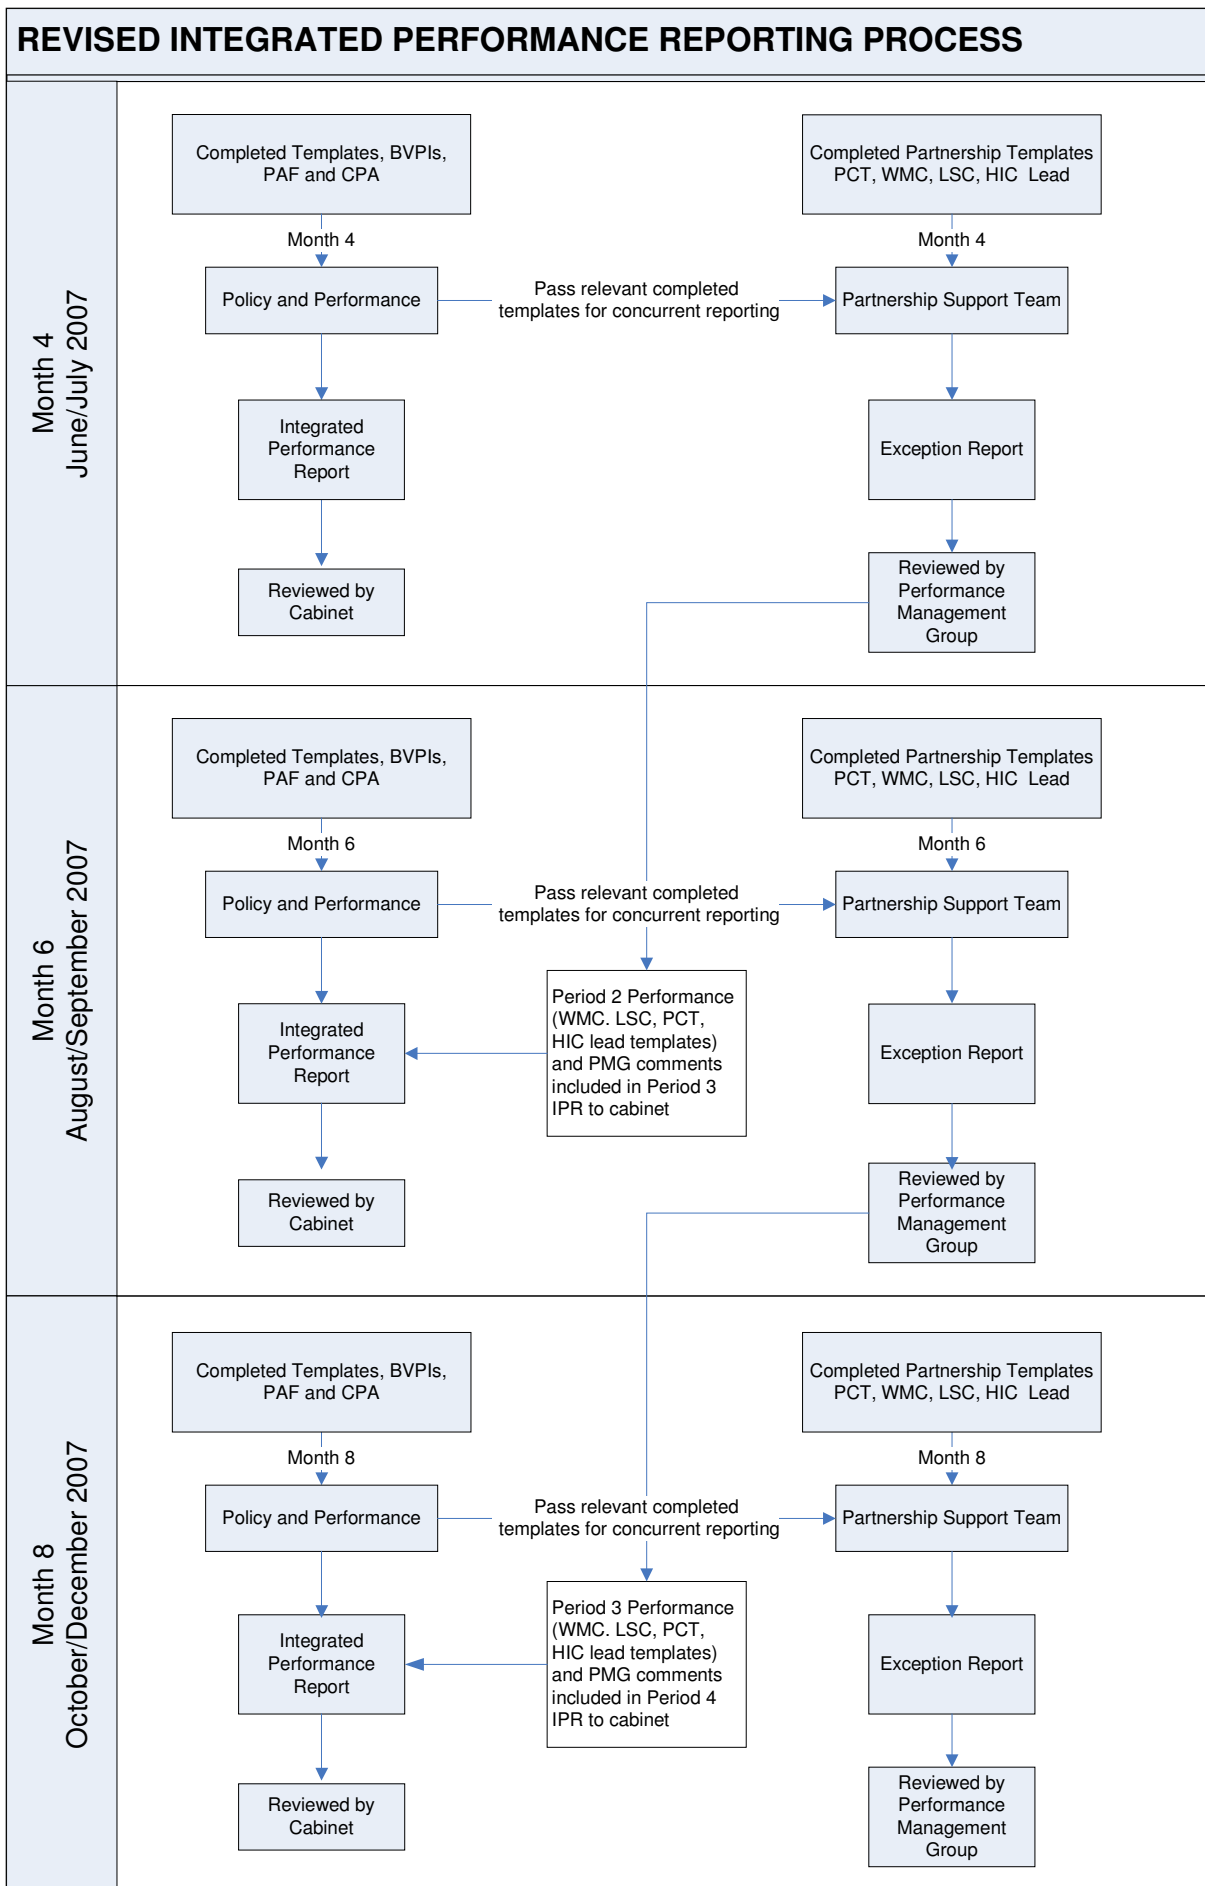 REVISED INTEGRATED PERFORMANCE REPORTING PROCESS
Month 4
June/July 2007
Completed Templates, BVPIs,
PAF and CPA
Completed Partnership Templates
PCT, WMC, LSC, HIC Lead
Month 4
Month 4
Policy and Performance
Pass relevant completed
templates for concurrent reporting
Partnership Support Team
Integrated
Performance
Report
Exception Report
Reviewed by
Cabinet
Reviewed by
Performance
Management
Group
Month 6
August/September 2007
Completed Templates, BVPIs,
PAF and CPA
Completed Partnership Templates
PCT, WMC, LSC, HIC Lead
Month 6
Month 6
Policy and Performance
Pass relevant completed
templates for concurrent reporting
Partnership Support Team
Integrated
Performance
Report
Period 2 Performance
(WMC. LSC, PCT,
HIC lead templates)
and PMG comments
included in Period 3
IPR to cabinet
Exception Report
Reviewed by
Cabinet
Reviewed by
Performance
Management
Group
Month 8
October/December 2007
Completed Templates, BVPIs,
PAF and CPA
Completed Partnership Templates
PCT, WMC, LSC, HIC Lead
Month 8
Month 8
Policy and Performance
Pass relevant completed
templates for concurrent reporting
Partnership Support Team
Integrated
Performance
Report
Period 3 Performance
(WMC. LSC, PCT,
HIC lead templates)
and PMG comments
included in Period 4
IPR to cabinet
Exception Report
Reviewed by
Cabinet
Reviewed by
Performance
Management
Group